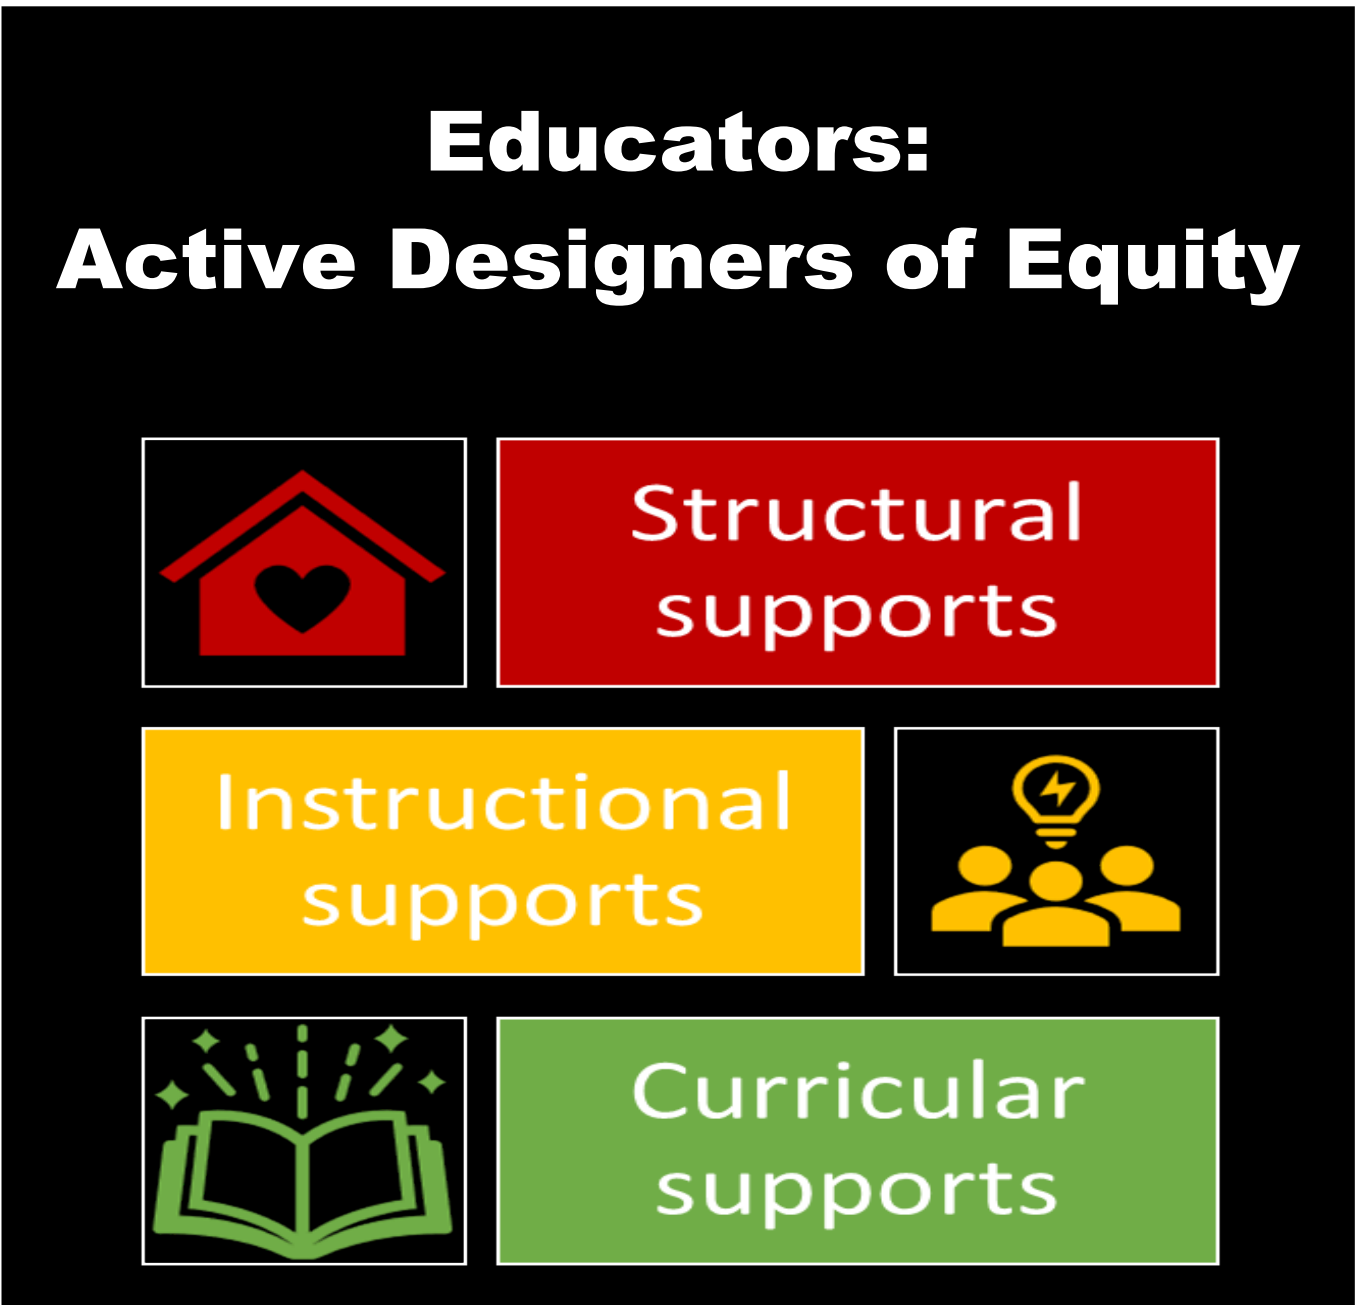 Educators:
Active Designers of Equity
Structural
supports
Instructional
supports
Curricular
supports